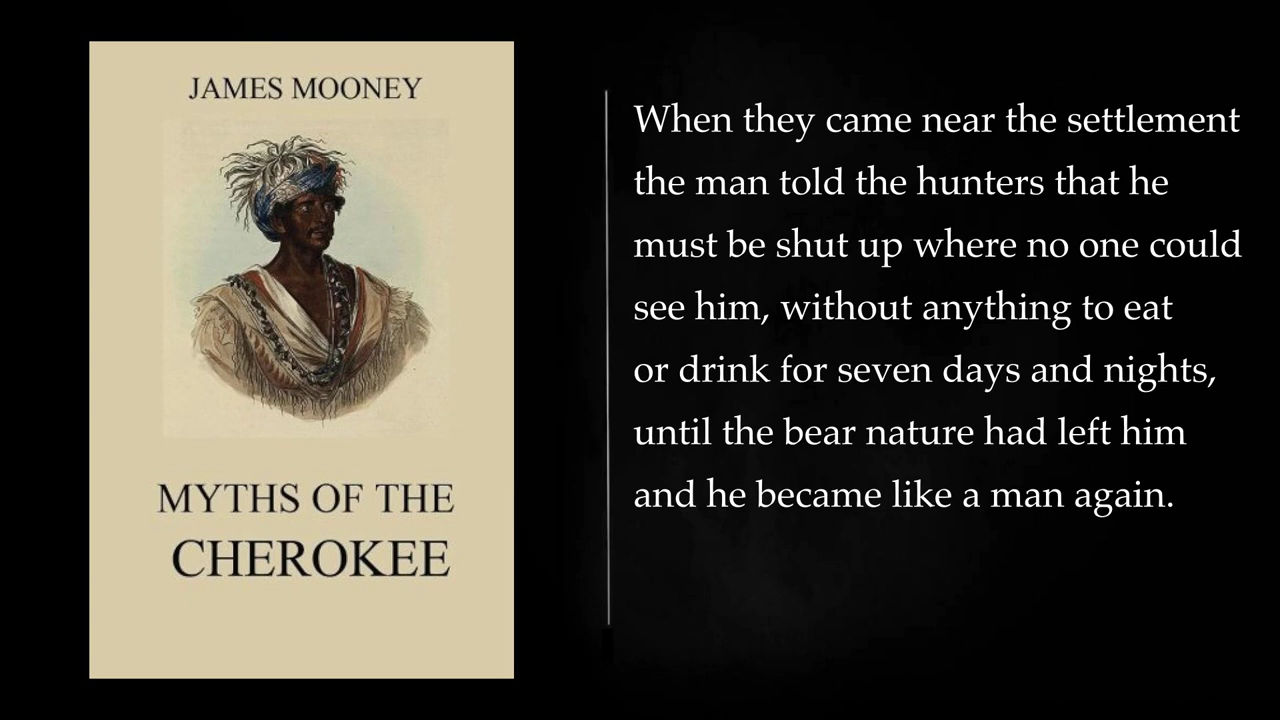 JAMES MOONEY
MYTHS OF THE
CHEROKEE
When they came near the settlement
the man told the hunters that he
must be shut up where no one could
see him, without anything to eat
or drink for seven days and nights,
until the bear nature had left him
and he became like a man again.